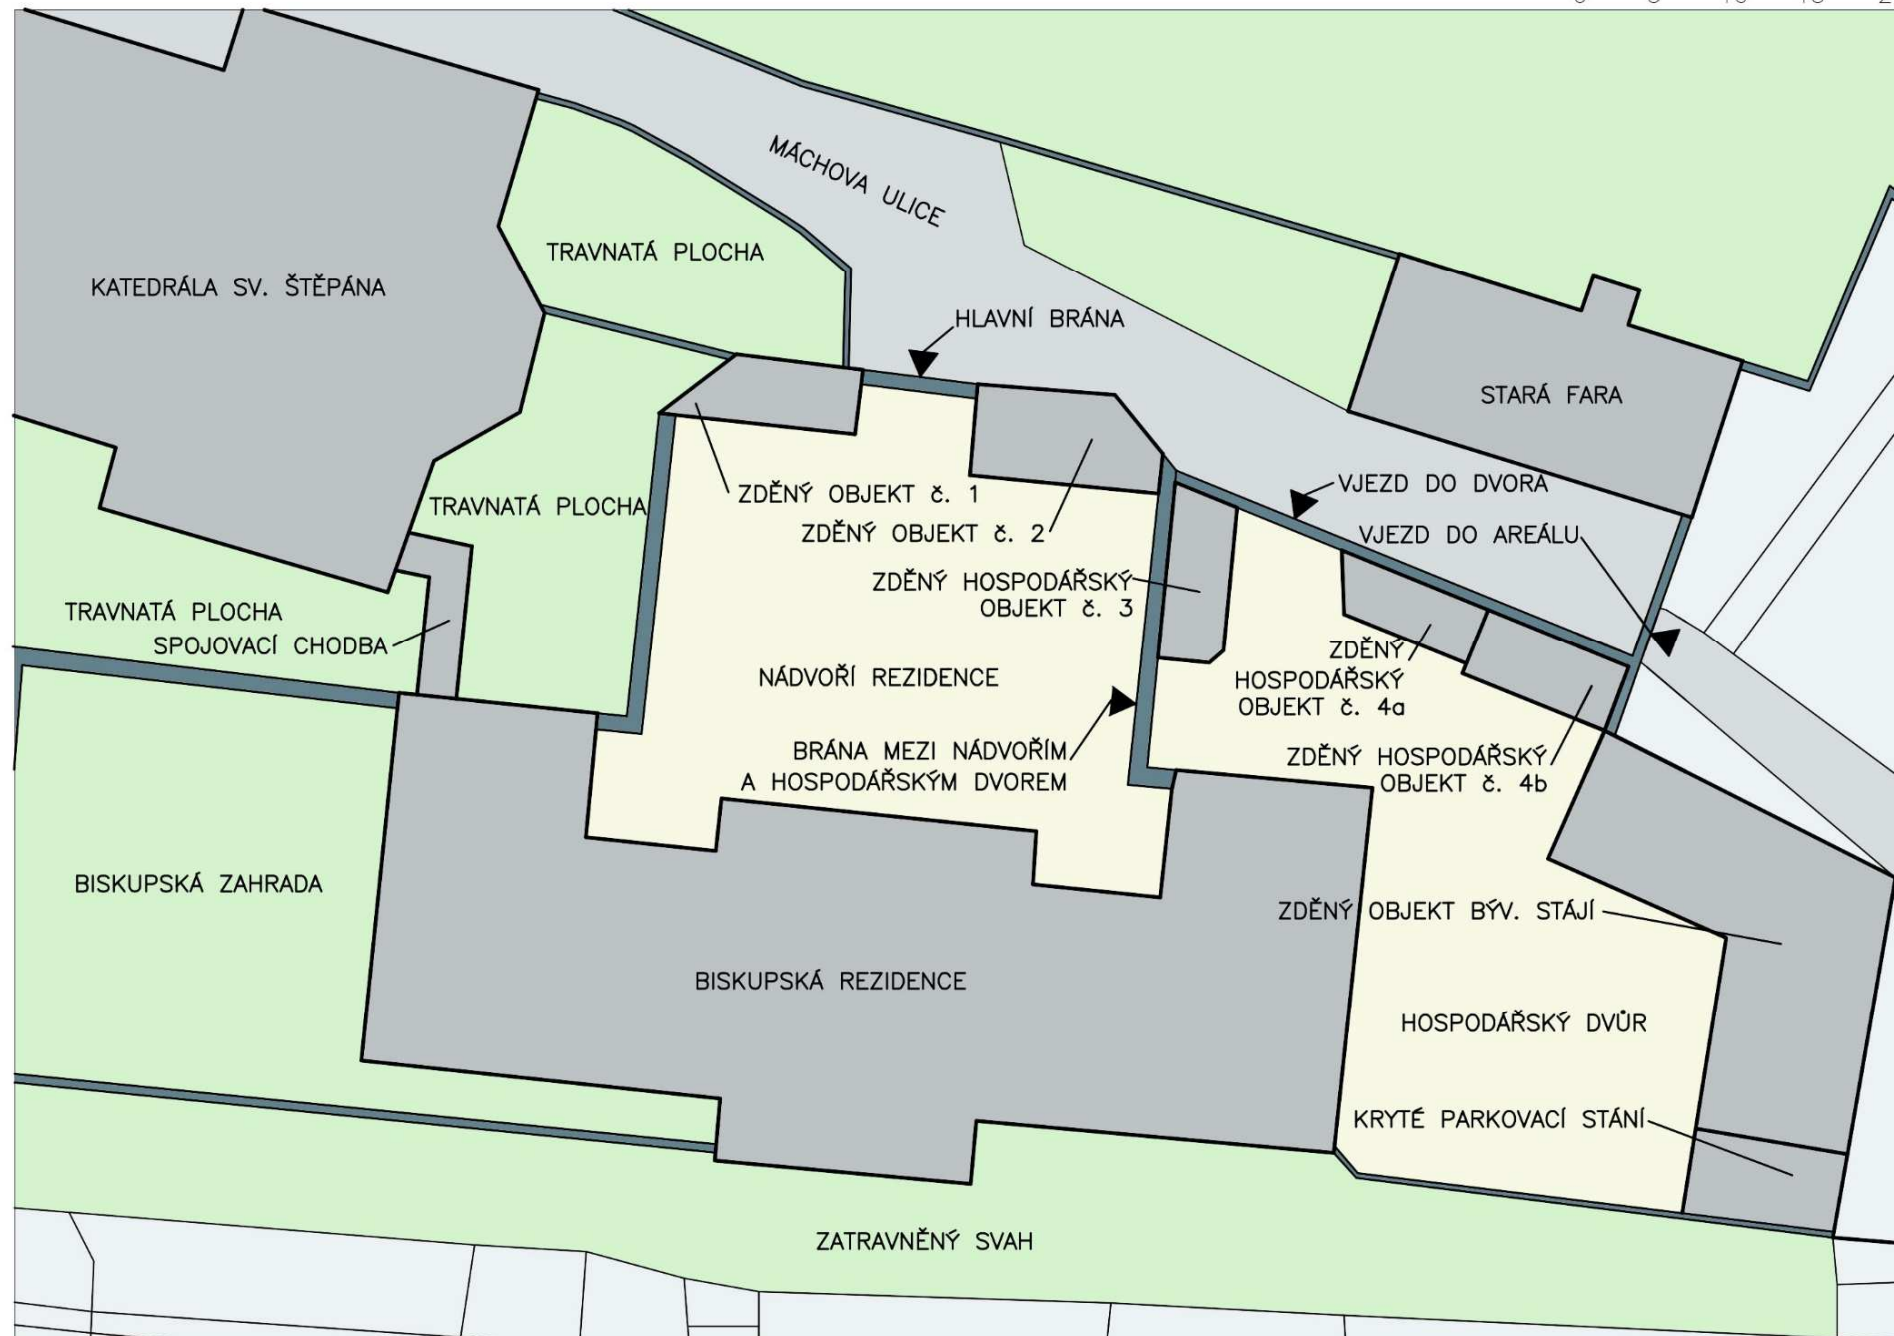 MÁCHOVA ULICE
TRAVNATÁ PLOCHA
KATEDRÁLA SV. ŠTĚPÁNA
HLAVNÍ BRÁNA
STARÁ FARA
VJEZD DO DVORA
ZDĚNÝ OBJEKT č. 1
TRAVNATÁ PLOCHA
ZDĚNÝ OBJEKT č. 2
VJEZD DO AREÁLU
ZDĚNÝ HOSPODÁŘSKÝ
OBJEKT č. 3
TRAVNATÁ PLOCHA
SPOJOVACÍ CHODBA
ZDĚNÝ
HOSPODÁŘSKÝ
OBJEKT č. 4a
NÁDVOŘÍ REZIDENCE
BRÁNA MEZI NÁDVOŘÍM
A HOSPODÁŘSKÝM DVOREM
ZDĚNÝ HOSPODÁŘSKÝ
OBJEKT č. 4b
BISKUPSKÁ ZAHRADA
ZDĚNÝ OBJEKT BÝV. STÁJÍ
BISKUPSKÁ REZIDENCE
HOSPODÁŘSKÝ DVŮR
KRYTÉ PARKOVACÍ STÁNÍ
ZATRAVNĚNÝ SVAH